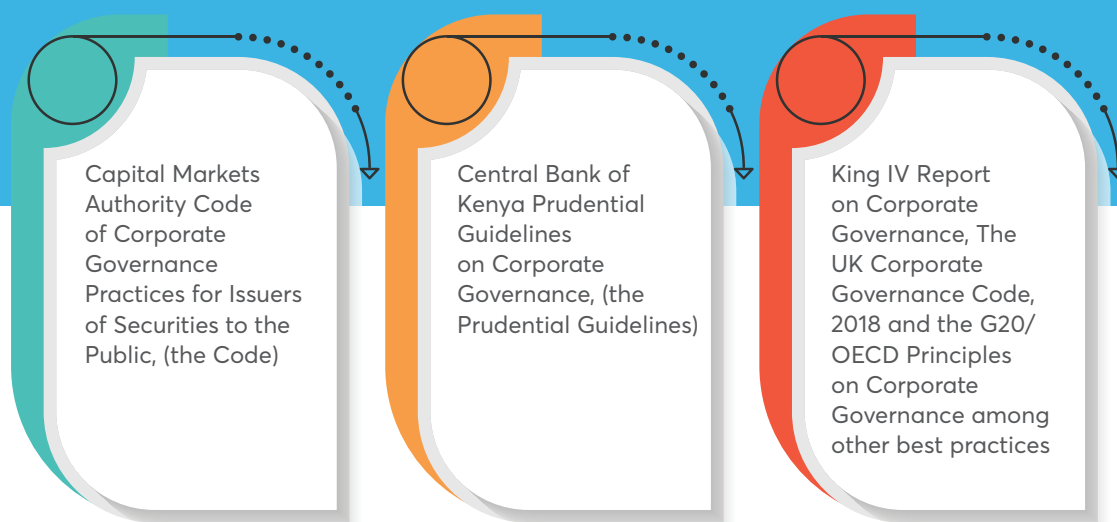 Capital Markets
Authority Code
of Corporate
Governance
Practices for Issuers
of Securities to the
Public, (the Code)
Central Bank of
Kenya Prudential
Guidelines
on Corporate
Governance, (the
Prudential Guidelines)
King IV Report
on Corporate
Governance, The
UK Corporate
Governance Code,
2018 and the G20/
OECD Principles
on Corporate
Governance among
other best practices